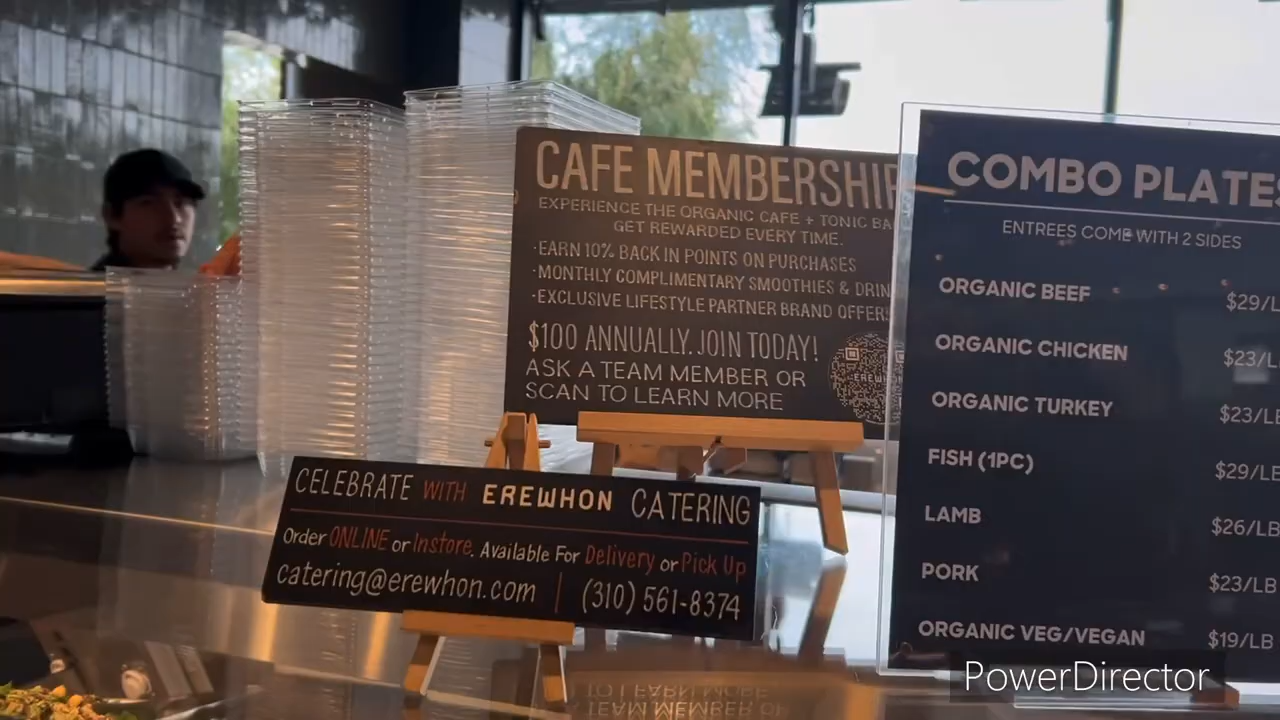 CAFE MEMBERSHIP
EXPERIENCE THE ORGANIC CAFE + TONIC BA
GET REWARDED EVERY TIME.
·EARN 10% BACK IN POINTS ON PURCHASES
·MONTHLY COMPLIMENTARY SMOOTHIES & DRIN
·EXCLUSIVE LIFESTYLE PARTNER BRAND OFFERS
$100 ANNUALLY. JOIN TODAY!
ASK A TEAM MEMBER OR
SCAN TO LEARN MORE
EREWHON
CELEBRATE WITH EREWHON CATERING
Order ONLINE or Instore. Available For Delivery or Pick Up
catering@erewhon.com | (310) 561-8374
COMBO PLATES
ENTREES COME WITH 2 SIDES
ORGANIC BEEF $29/L
ORGANIC CHICKEN $23/L
ORGANIC TURKEY $23/LB
FISH (1PC) $29/LB
LAMB $26/LB
PORK $23/LB
ORGANIC VEG/VEGAN $19/LB
PowerDirector